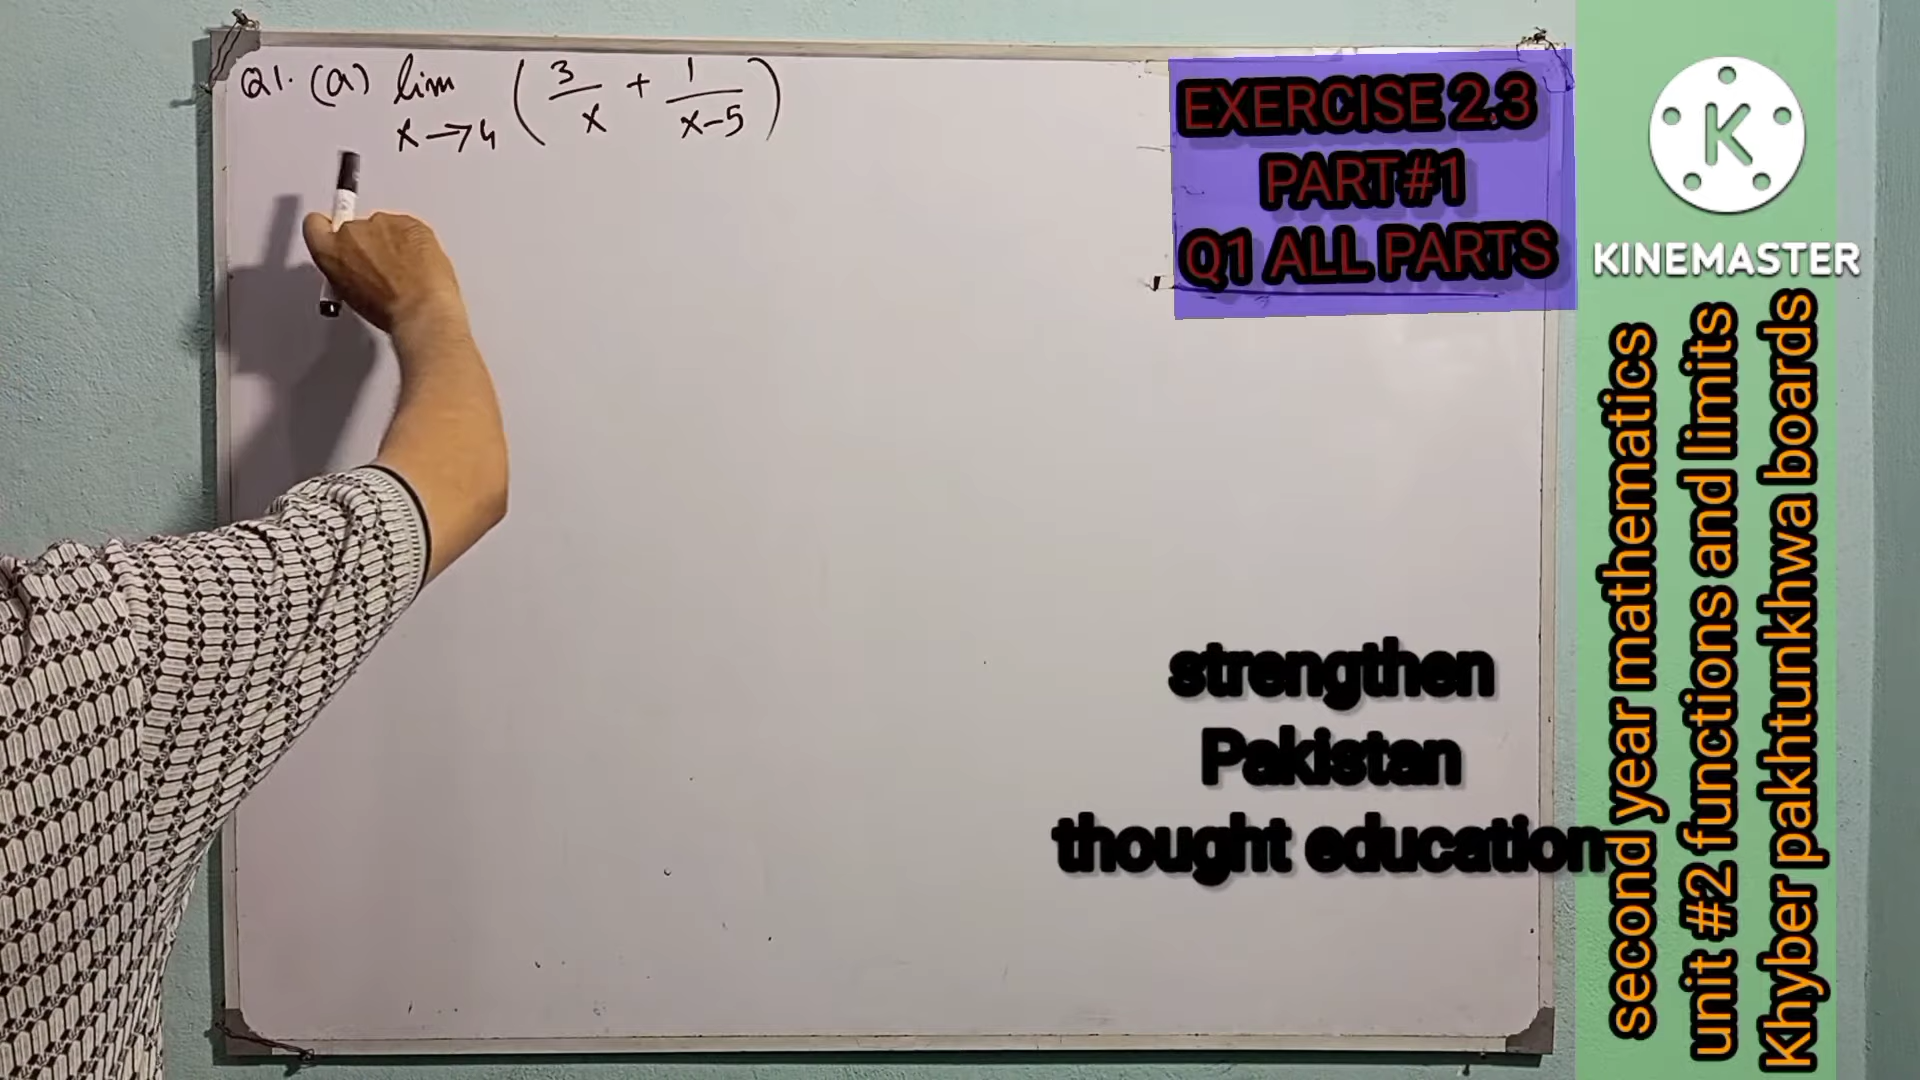 Q1. (a) lim x→4 ( 3/x + 1/x-5 )
EXERCISE 2.3
PART#1
Q1 ALL PARTS
K
KINEMASTER
strengthen
Pakistan
thought education
second year mathematics
unit #2 functions and limits
Khyber pakhtunkhwa boards